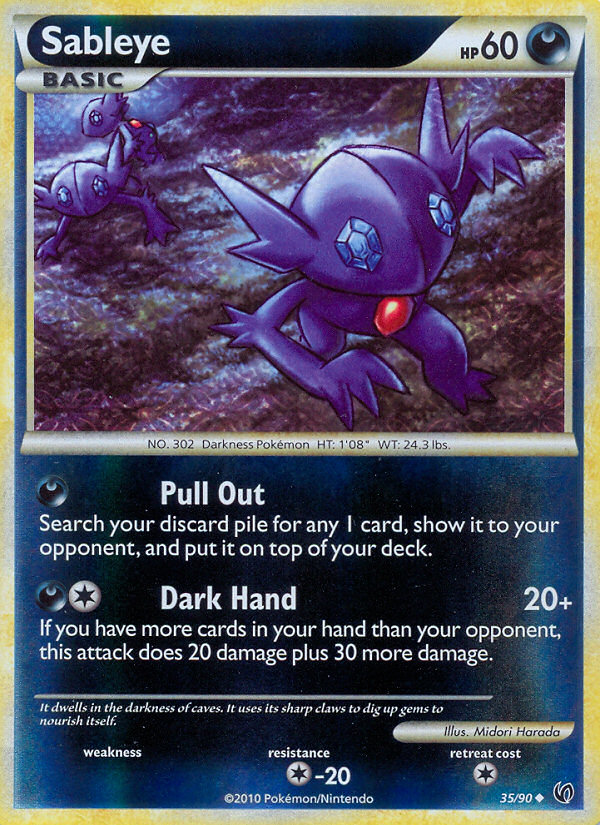 Sableye
HP60
BASIC
NO. 302 Darkness Pokémon HT: 1'08" WT: 24.3 lbs.
Pull Out
Search your discard pile for any 1 card, show it to your
opponent, and put it on top of your deck.
Dark Hand 20+
If you have more cards in your hand than your opponent,
this attack does 20 damage plus 30 more damage.
It dwells in the darkness of caves. It uses its sharp claws to dig up gems to
nourish itself.
Illus. Midori Harada
weakness resistance retreat cost
-20
©2010 Pokémon/Nintendo 35/90